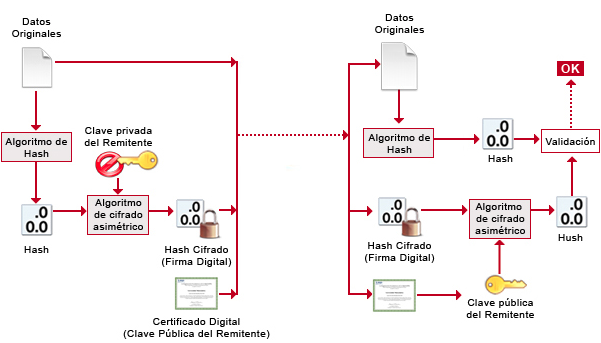 Datos
Originales
Algoritmo de
Hash
Clave privada
del Remitente
.0
0.0
Hash
Algoritmo
de cifrado
asimétrico
.0
0.0
Hash Cifrado
(Firma Digital)
Certificado Digital
(Clave Pública del Remitente)
Datos
Originales
Algoritmo de
Hash
.0
0.0
Hash
OK
Validación
.0
0.0
Hash Cifrado
(Firma Digital)
Algoritmo
de cifrado
asimétrico
.0
0.0
Hush
Clave pública
del Remitente